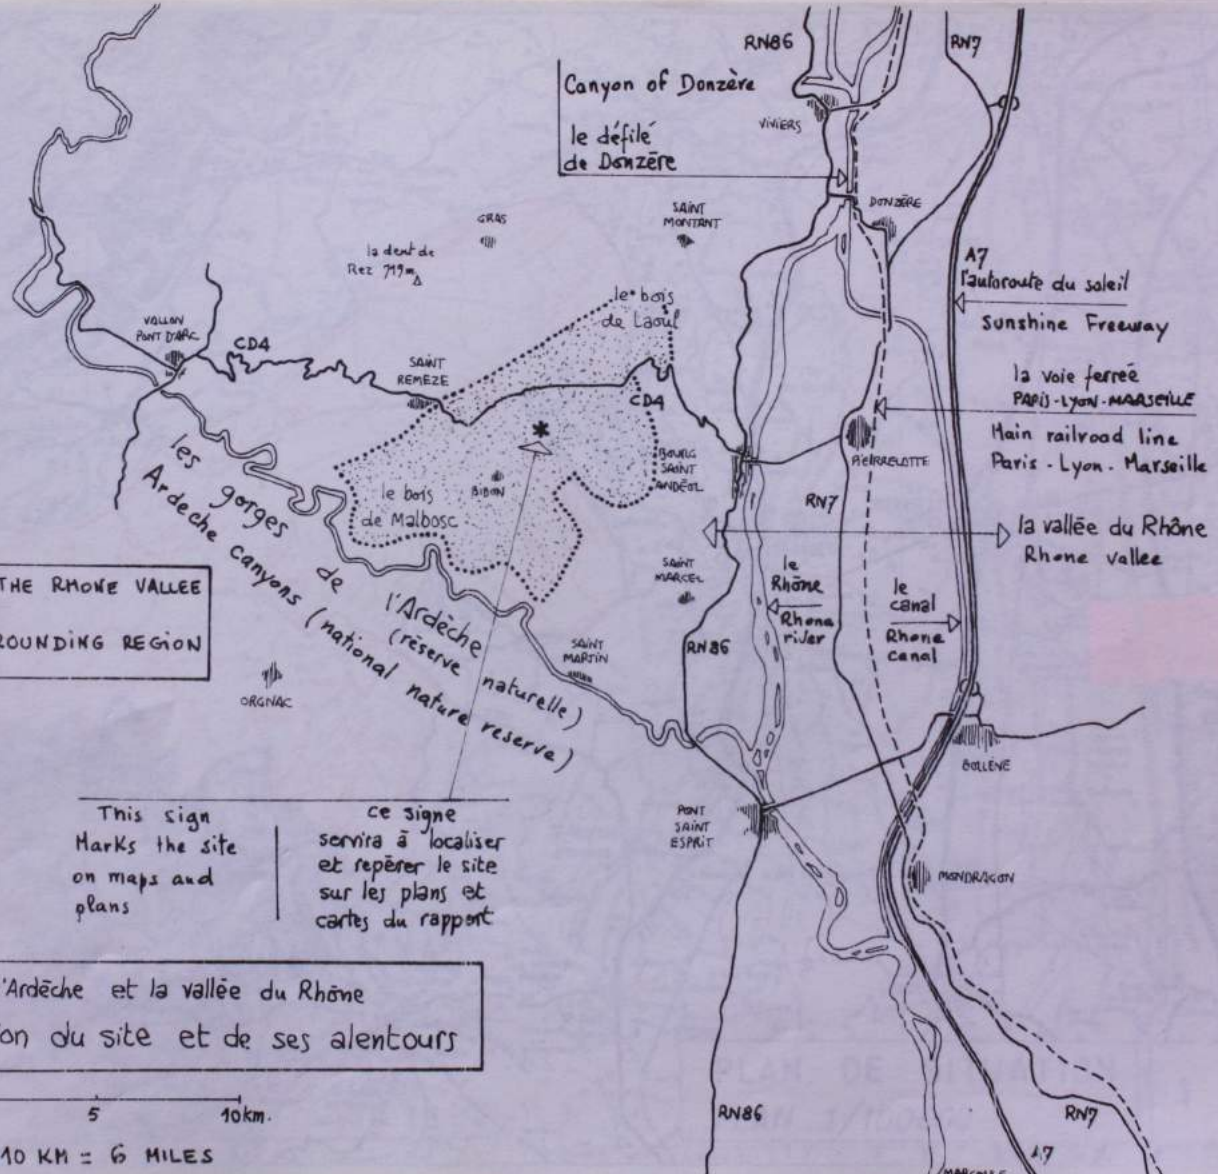 RN86
RN7
Canyon of Donzère
le défilé
de Donzère
VIVIERS
DONZÈRE
SAINT
MONTANT
GRAS
la dent de
Rez 719m
A7
l'autoroute du soleil
Sunshine Freeway
le bois
de Laoul
VALLON
PONT D'ARC
CD4
SAINT
REMEZE
CD4
la voie ferrée
PARIS-LYON-MARSEILLE
Main railroad line
Paris - Lyon - Marseille
PIERRELATTE
BOURG
SAINT
ANDÉOL
*
BIDON
le bois
de Malbosc
RN7
la vallée du Rhône
Rhone vallee
les gorges de l'Ardèche
(réserve naturelle)
Ardeche canyons (national nature reserve)
SAINT
MARCEL
le
Rhône
Rhone
river
le
canal
Rhone
canal
THE RHONE VALLEE
ROUNDING REGION
ORGNAC
SAINT
MARTIN
RN86
BOLLENE
This sign
Marks the site
on maps and
plans
ce signe
servira à localiser
et repérer le site
sur les plans et
cartes du rapport
PONT
SAINT
ESPRIT
MONDRAGON
'Ardèche et la vallée du Rhône
on du site et de ses alentours
5
10km.
10 KM = 6 MILES
PLAN DE SITUATION
RN86
RN7
A7